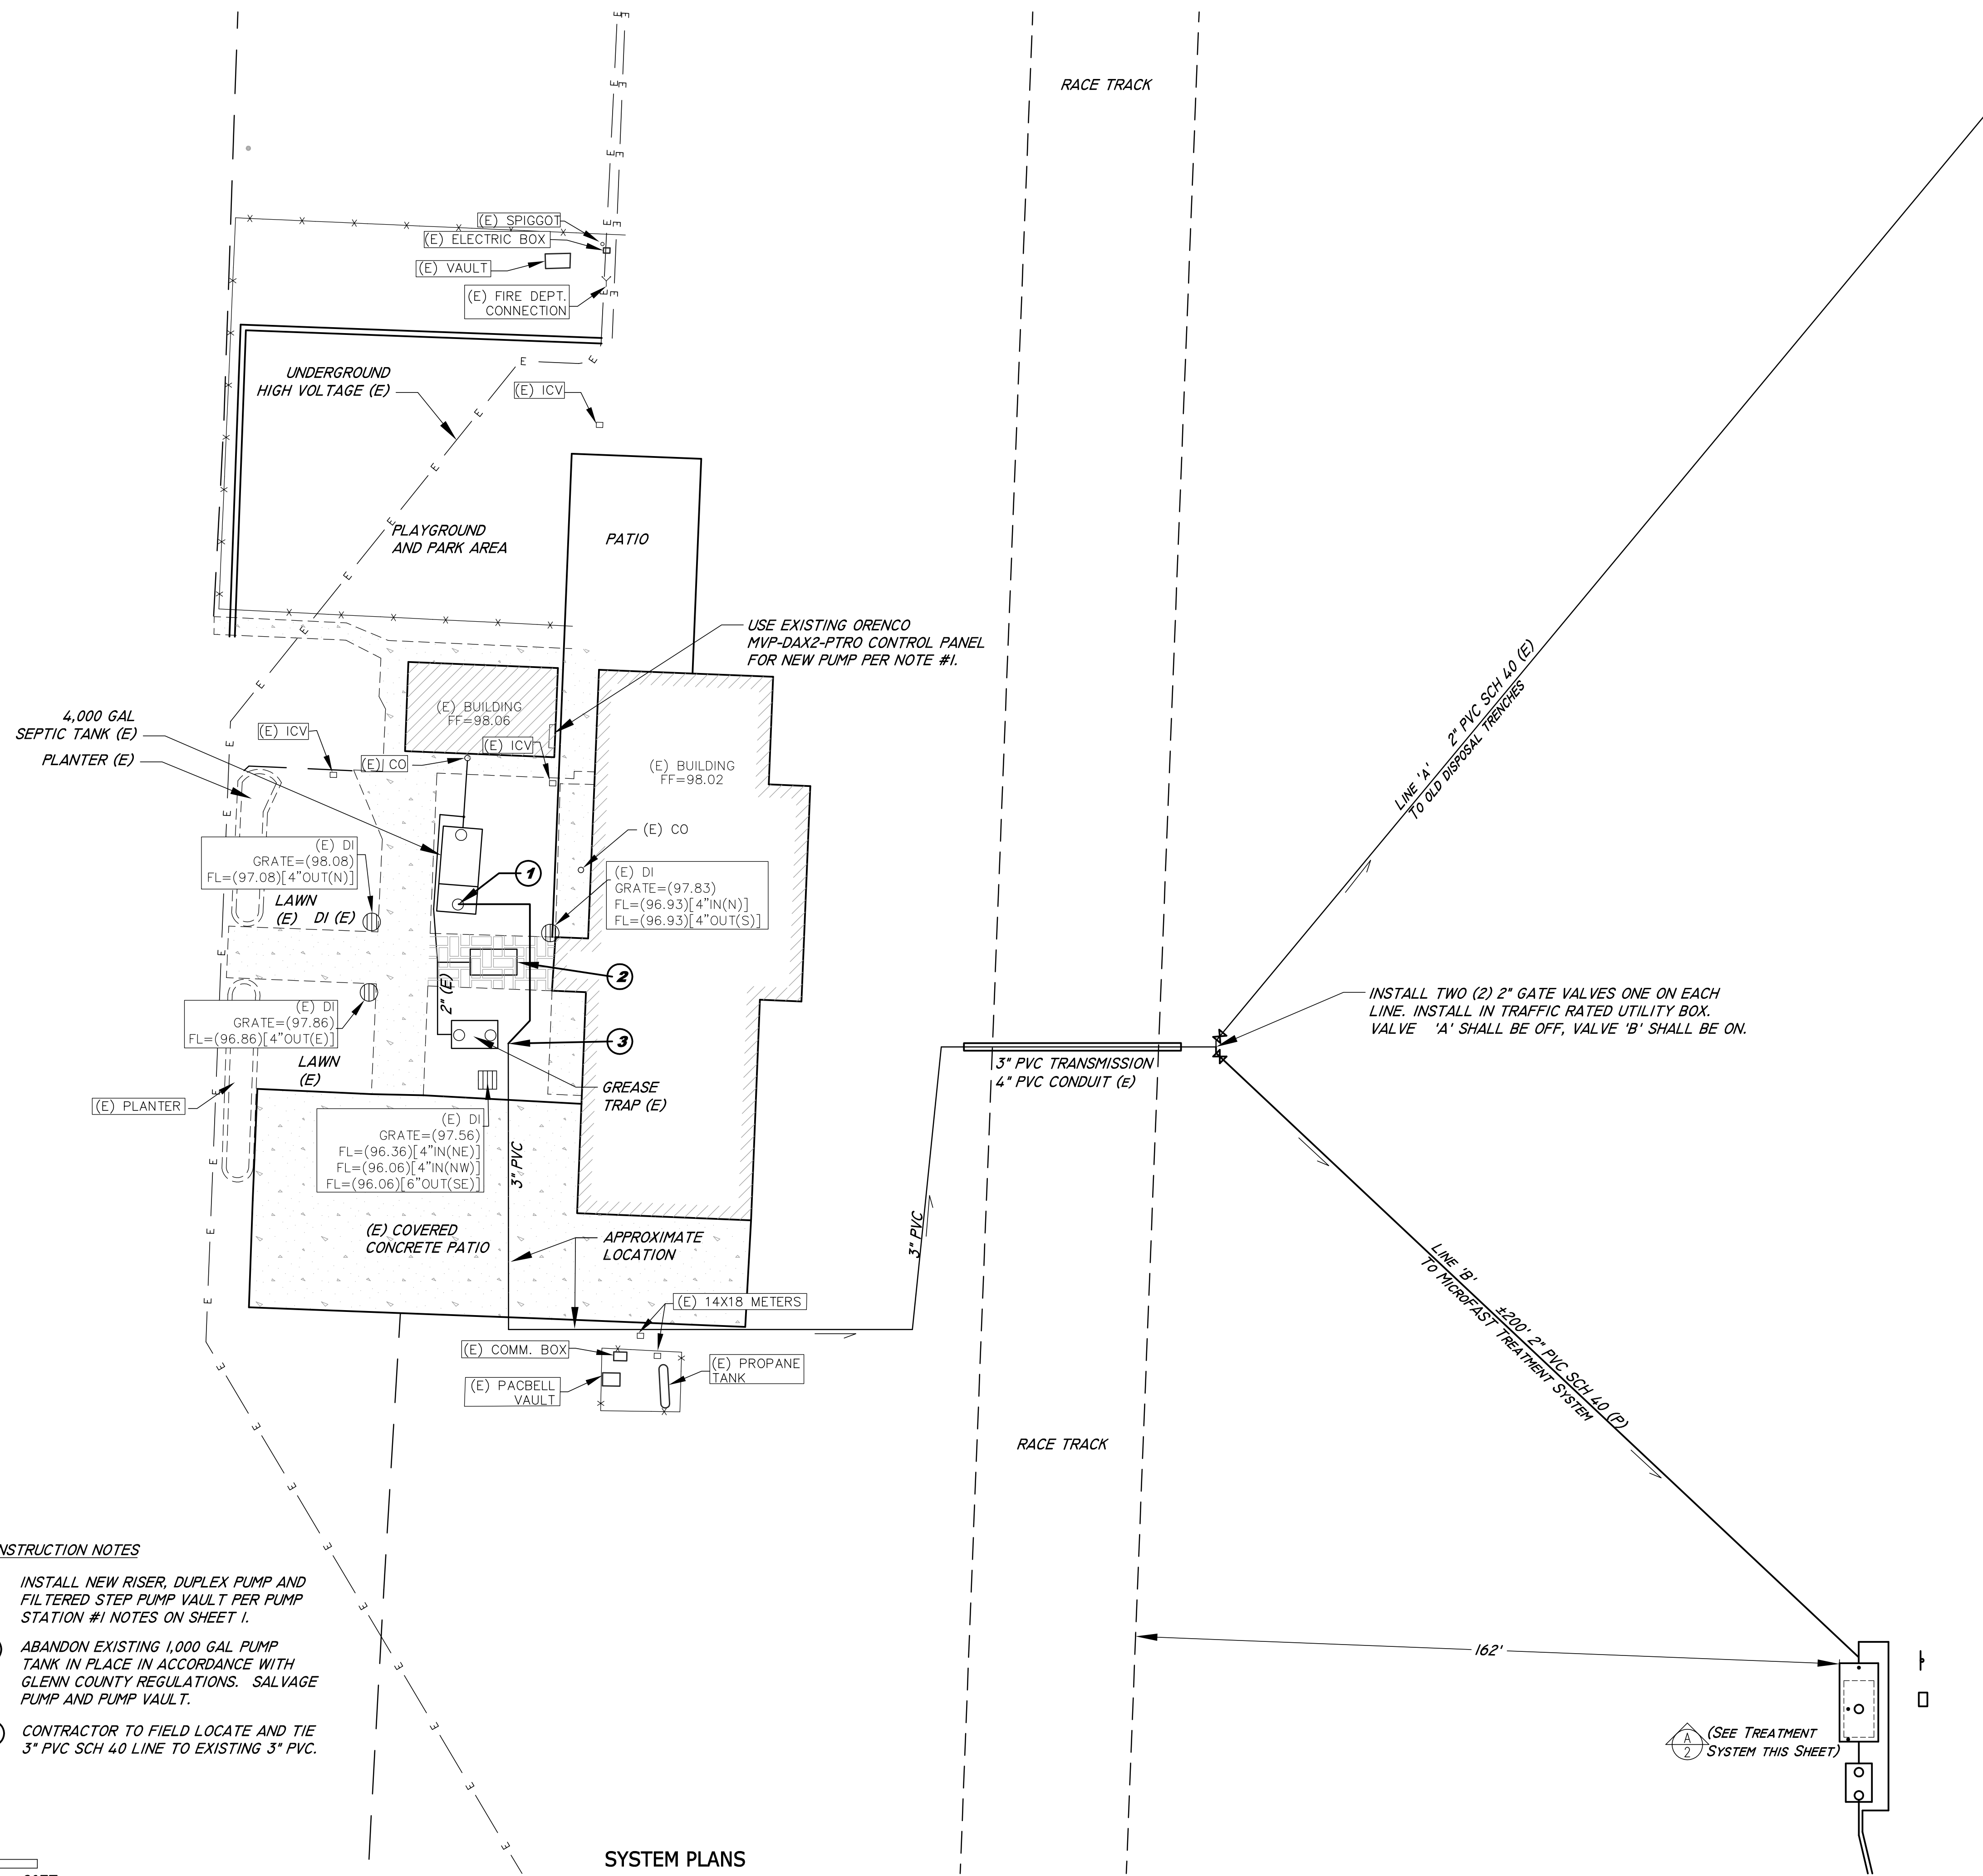 RACE TRACK
(E) SPIGGOT
(E) ELECTRIC BOX
(E) VAULT
(E) FIRE DEPT.
CONNECTION
UNDERGROUND
HIGH VOLTAGE (E)
(E) ICV
PLAYGROUND
AND PARK AREA
PATIO
USE EXISTING ORENCO
MVP-DAX2-PTRO CONTROL PANEL
FOR NEW PUMP PER NOTE #1.
4,000 GAL
SEPTIC TANK (E)
PLANTER (E)
(E) ICV
(E) CO
(E) BUILDING
FF=98.06
(E) ICV
(E) BUILDING
FF=98.02
(E) CO
(E) DI
GRATE=(98.08)
FL=(97.08)[4"OUT(N)]
LAWN
(E) DI (E)
1
(E) DI
GRATE=(97.83)
FL=(96.93)[4"IN(N)]
FL=(96.93)[4"OUT(S)]
2
2" (E)
(E) DI
GRATE=(97.86)
FL=(96.86)[4"OUT(E)]
3
LAWN
(E)
GREASE
TRAP (E)
(E) PLANTER
(E) DI
GRATE=(97.56)
FL=(96.36)[4"IN(NE)]
FL=(96.06)[4"IN(NW)]
FL=(96.06)[6"OUT(SE)]
3" PVC
(E) COVERED
CONCRETE PATIO
APPROXIMATE
LOCATION
(E) 14X18 METERS
(E) COMM. BOX
(E) PACBELL
VAULT
(E) PROPANE
TANK
3" PVC
3" PVC TRANSMISSION
4" PVC CONDUIT (E)
LINE 'A' 2" PVC SCH 40 (E)
TO OLD DISPOSAL TRENCHES
INSTALL TWO (2) 2" GATE VALVES ONE ON EACH
LINE. INSTALL IN TRAFFIC RATED UTILITY BOX.
VALVE 'A' SHALL BE OFF, VALVE 'B' SHALL BE ON.
LINE 'B' ±200' 2" PVC SCH 40 (P)
TO MICROFAST TREATMENT SYSTEM
RACE TRACK
162'
A
2
(SEE TREATMENT
SYSTEM THIS SHEET)
NSTRUCTION NOTES
INSTALL NEW RISER, DUPLEX PUMP AND
FILTERED STEP PUMP VAULT PER PUMP
STATION #1 NOTES ON SHEET 1.
ABANDON EXISTING 1,000 GAL PUMP
TANK IN PLACE IN ACCORDANCE WITH
GLENN COUNTY REGULATIONS. SALVAGE
PUMP AND PUMP VAULT.
CONTRACTOR TO FIELD LOCATE AND TIE
3" PVC SCH 40 LINE TO EXISTING 3" PVC.
SYSTEM PLANS